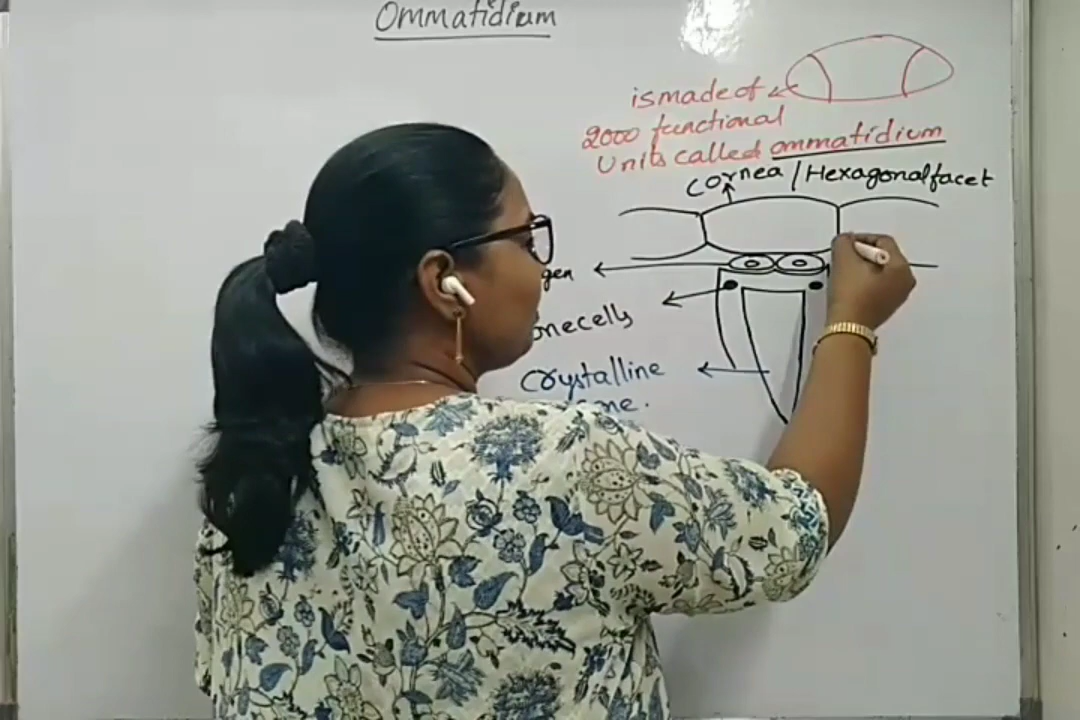 Ommatidium
is made of
2000 functional
Units called ommatidium
Cornea / Hexagonal facet
Crystalline